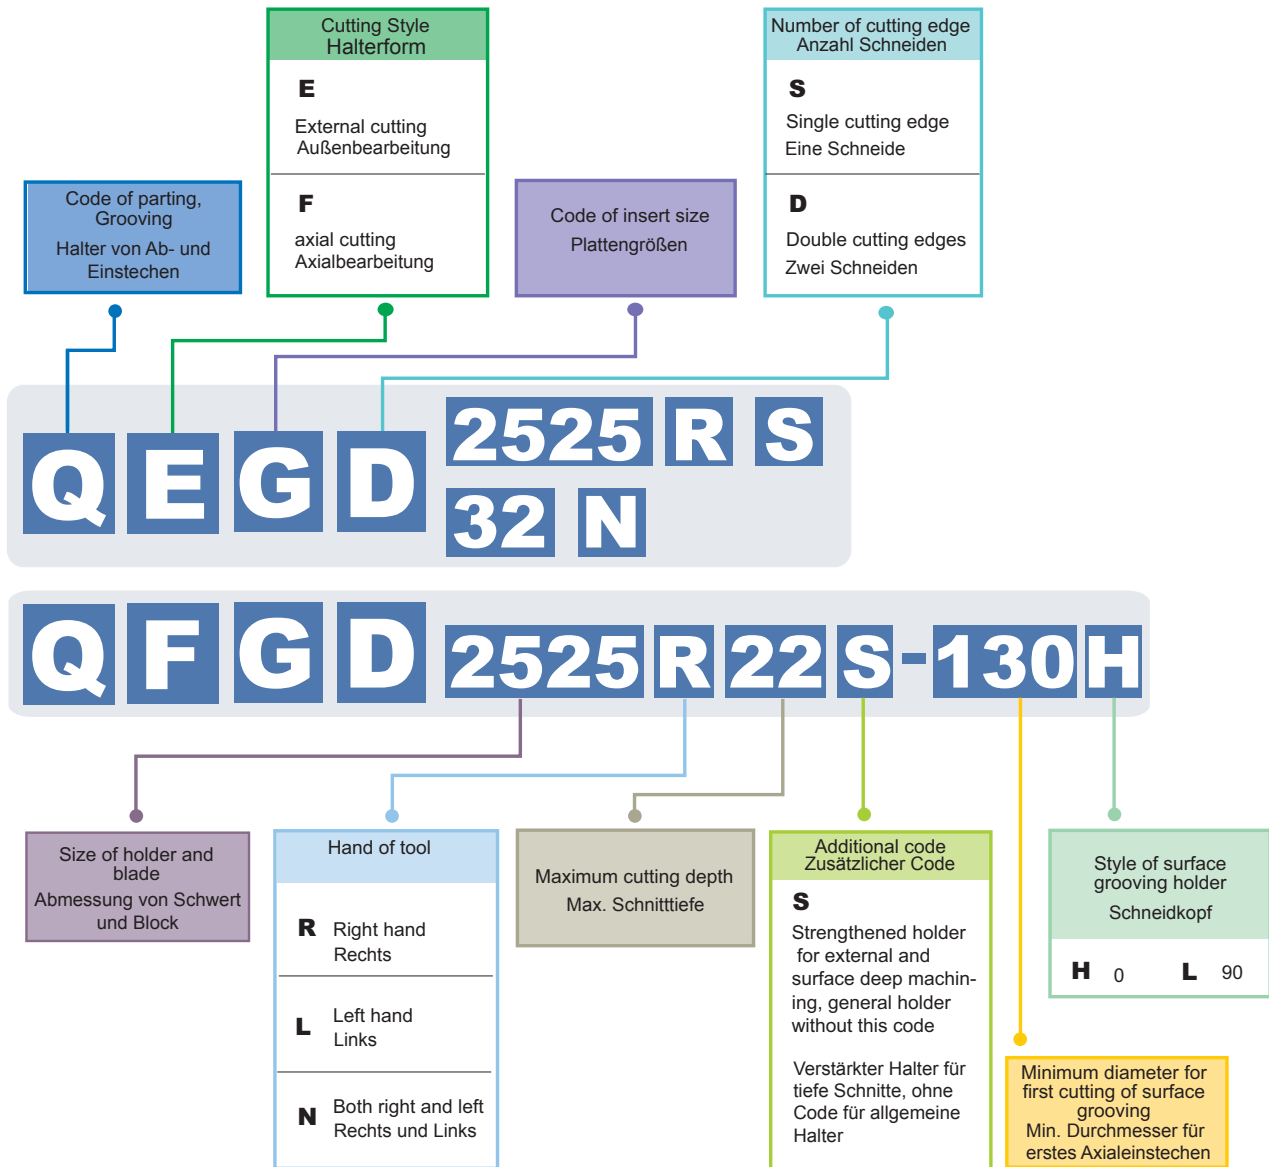 Cutting Style
Halterform
E
External cutting
Außenbearbeitung
F
axial cutting
Axialbearbeitung
Number of cutting edge
Anzahl Schneiden
S
Single cutting edge
Eine Schneide
D
Double cutting edges
Zwei Schneiden
Code of parting,
Grooving
Halter von Ab- und
Einstechen
Code of insert size
Plattengrößen
Q E G D 2525 R S
32 N
Q F G D 2525 R 22 S - 130 H
Size of holder and
blade
Abmessung von Schwert
und Block
Hand of tool
R Right hand
Rechts
L Left hand
Links
N Both right and left
Rechts und Links
Maximum cutting depth
Max. Schnitttiefe
Additional code
Zusätzlicher Code
S
Strengthened holder
for external and
surface deep machin-
ing, general holder
without this code
Verstärkter Halter für
tiefe Schnitte, ohne
Code für allgemeine
Halter
Style of surface
grooving holder
Schneidkopf
H 0 L 90
Minimum diameter for
first cutting of surface
grooving
Min. Durchmesser für
erstes Axialeinstechen